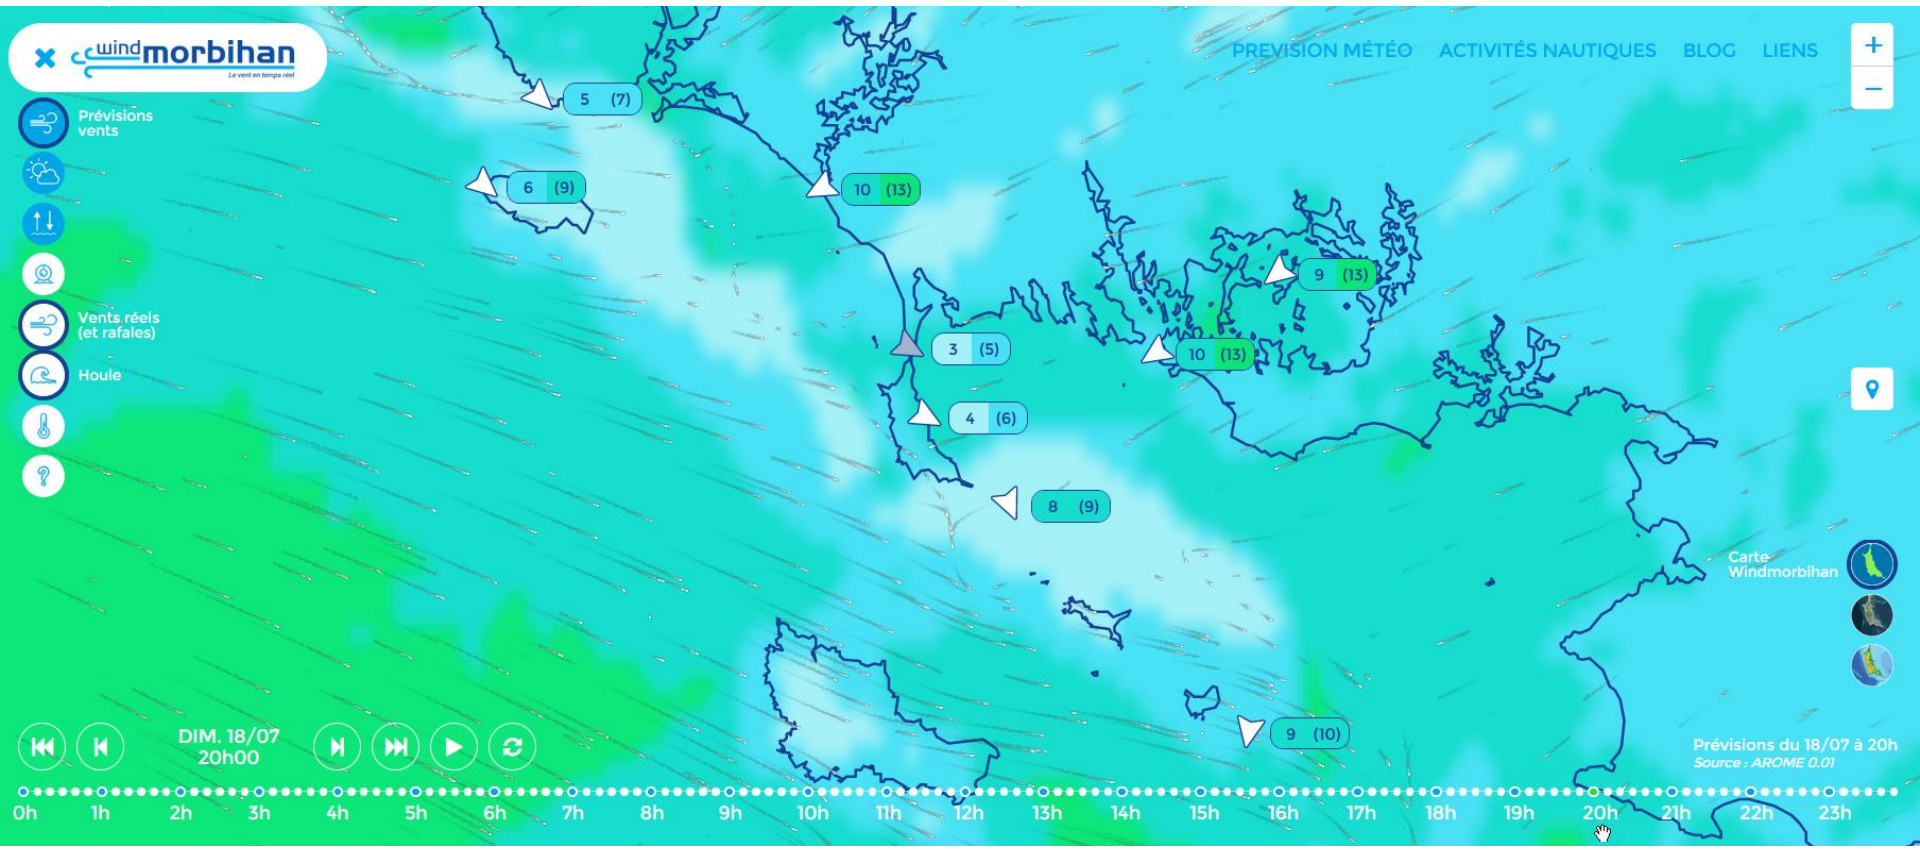 windmorbihan
Le vent en temps réel
PREVISION MÉTÉO ACTIVITÉS NAUTIQUES BLOG LIENS
+
−
Prévisions
vents
Vents réels
(et rafales)
Houle
?
5 (7)
6 (9)
10 (13)
9 (13)
3 (5)
10 (13)
4 (6)
8 (9)
9 (10)
Carte
Windmorbihan
DIM. 18/07
20h00
Prévisions du 18/07 à 20h
Source : AROME 0.01
0h 1h 2h 3h 4h 5h 6h 7h 8h 9h 10h 11h 12h 13h 14h 15h 16h 17h 18h 19h 20h 21h 22h 23h